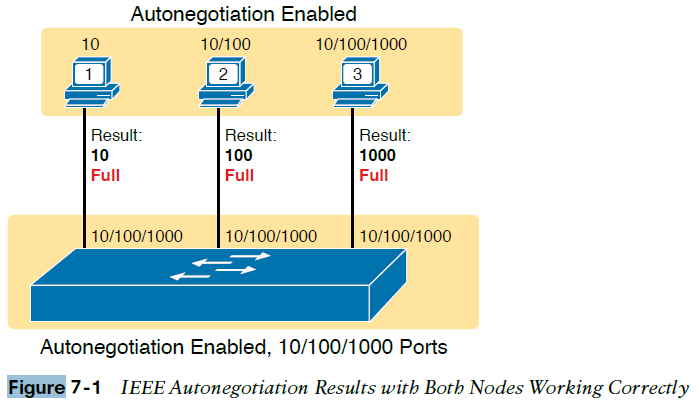 Autonegotiation Enabled
10 10/100 10/100/1000
1 2 3
Result: Result: Result:
10 100 1000
Full Full Full
10/100/1000 10/100/1000 10/100/1000
Autonegotiation Enabled, 10/100/1000 Ports
Figure 7-1 IEEE Autonegotiation Results with Both Nodes Working Correctly